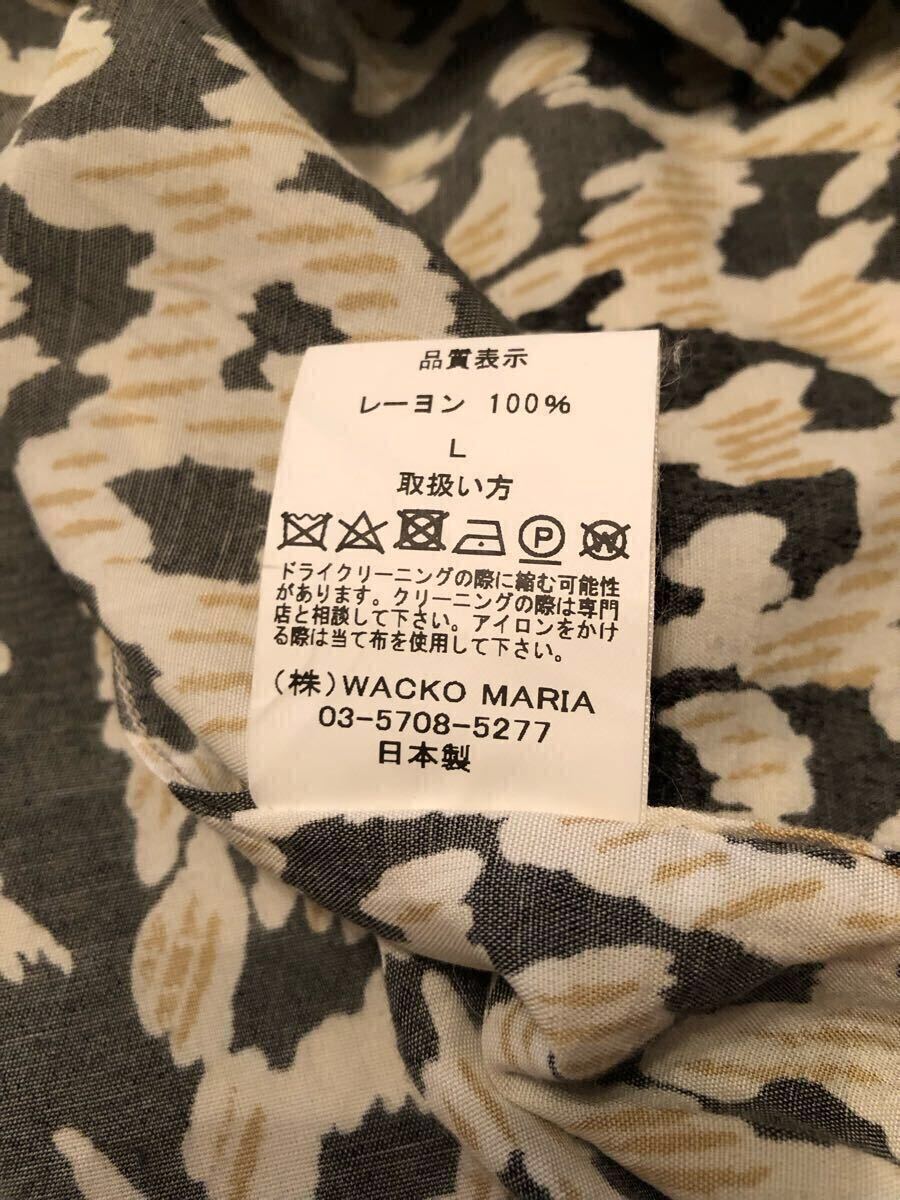 品質表示
レーヨン 100%
L
取扱い方
P
W
ドライクリーニングの際に縮む可能性
があります。クリーニングの際は専門
店と相談して下さい。アイロンをかけ
る際は当て布を使用して下さい。
(株)WACKO MARIA
03-5708-5277
日本製